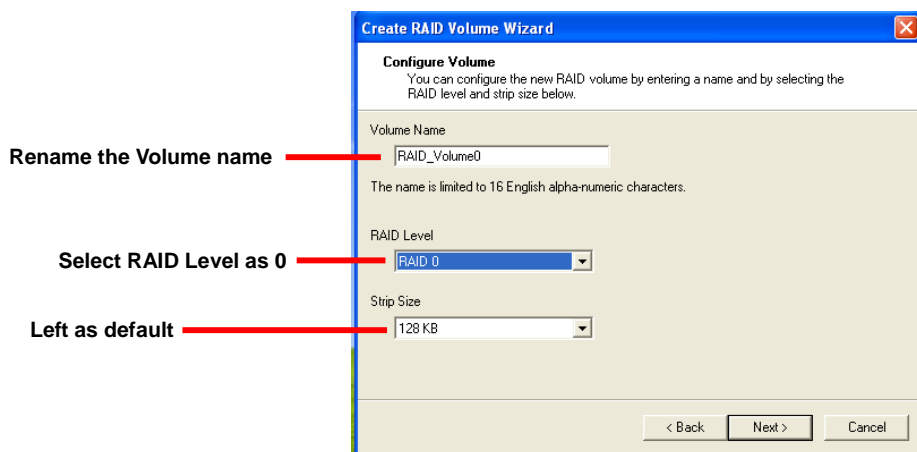 Create RAID Volume Wizard
Configure Volume
You can configure the new RAID volume by entering a name and by selecting the
RAID level and strip size below.
Volume Name
Rename the Volume name
RAID_Volume0
The name is limited to 16 English alpha-numeric characters.
RAID Level
Select RAID Level as 0
RAID 0
Strip Size
Left as default
128 KB
< Back
Next >
Cancel